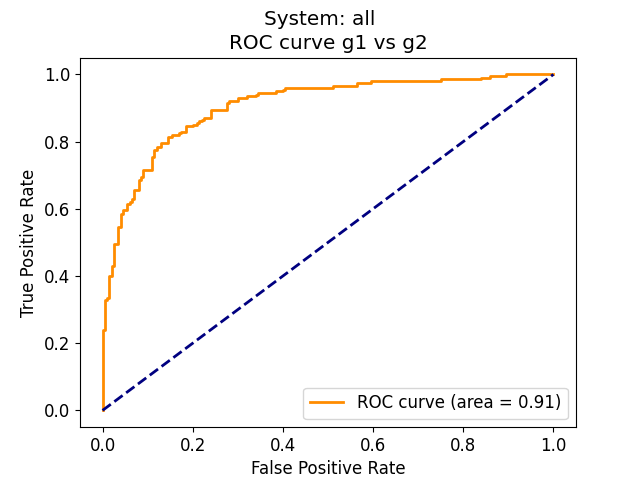 System: all
ROC curve g1 vs g2
1.0
0.8
0.6
0.4
0.2
0.0
True Positive Rate
ROC curve (area = 0.91)
0.0 0.2 0.4 0.6 0.8 1.0
False Positive Rate